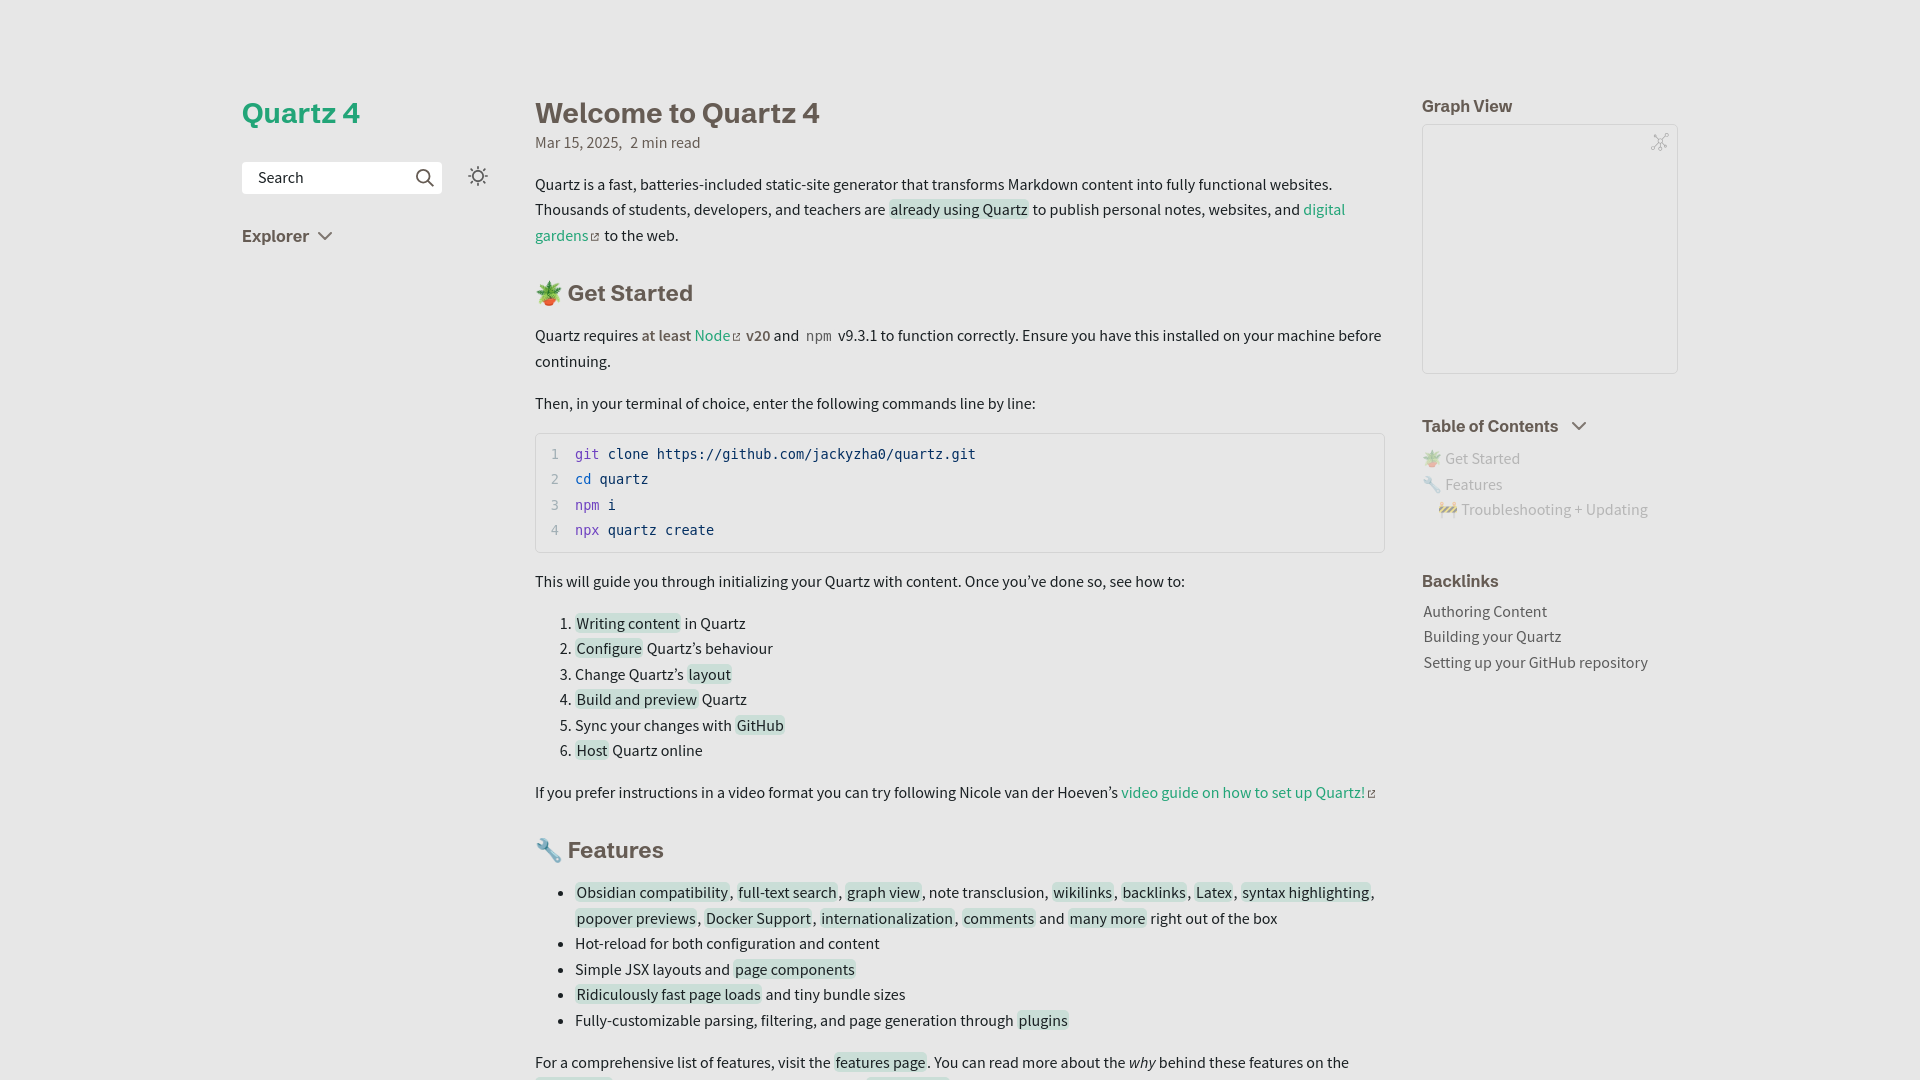 Quartz 4
Search
Explorer
Welcome to Quartz 4
Mar 15, 2025, 2 min read
Quartz is a fast, batteries-included static-site generator that transforms Markdown content into fully functional websites.
Thousands of students, developers, and teachers are already using Quartz to publish personal notes, websites, and digital
gardens to the web.
🪴 Get Started
Quartz requires at least Node v20 and npm v9.3.1 to function correctly. Ensure you have this installed on your machine before
continuing.
Then, in your terminal of choice, enter the following commands line by line:
1 git clone https://github.com/jackyzha0/quartz.git
2 cd quartz
3 npm i
4 npx quartz create
This will guide you through initializing your Quartz with content. Once you’ve done so, see how to:
1. Writing content in Quartz
2. Configure Quartz’s behaviour
3. Change Quartz’s layout
4. Build and preview Quartz
5. Sync your changes with GitHub
6. Host Quartz online
If you prefer instructions in a video format you can try following Nicole van der Hoeven’s video guide on how to set up Quartz!
🔧 Features
• Obsidian compatibility, full-text search, graph view, note transclusion, wikilinks, backlinks, Latex, syntax highlighting,
popover previews, Docker Support, internationalization, comments and many more right out of the box
• Hot-reload for both configuration and content
• Simple JSX layouts and page components
• Ridiculously fast page loads and tiny bundle sizes
• Fully-customizable parsing, filtering, and page generation through plugins
For a comprehensive list of features, visit the features page. You can read more about the why behind these features on the
Graph View
Table of Contents
🪴 Get Started
🔧 Features
🚧 Troubleshooting + Updating
Backlinks
Authoring Content
Building your Quartz
Setting up your GitHub repository